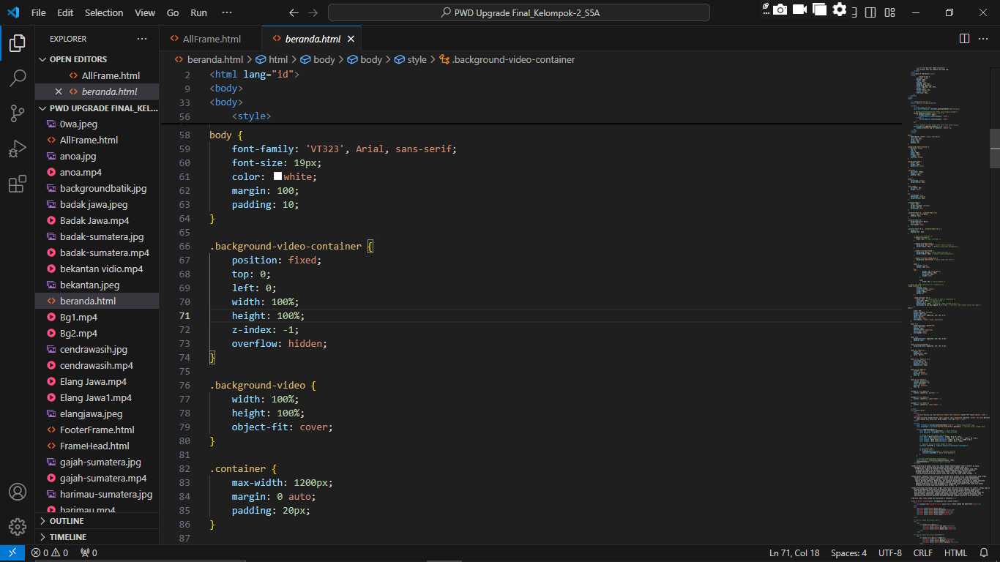 File Edit Selection View Go Run ··· PWD Upgrade Final_Kelompok-2_S5A
EXPLORER ···
OPEN EDITORS
AllFrame.html
beranda.html
PWD UPGRADE FINAL_KEL...
0wa.jpeg
AllFrame.html
anoa.jpg
anoa.mp4
backgroundbatik.jpg
badak jawa.jpeg
Badak Jawa.mp4
badak-sumatera.jpg
badak-sumatera.mp4
bekantan vidio.mp4
bekantan.jpeg
beranda.html
Bg1.mp4
Bg2.mp4
cendrawasih.jpg
cendrawasih.mp4
Elang Jawa.mp4
Elang Jawa1.mp4
elangjawa.jpeg
FooterFrame.html
FrameHead.html
gajah-sumatera.jpg
gajah-sumatera.mp4
harimau-sumatera.jpg
harimau.mp4
OUTLINE
TIMELINE
AllFrame.html beranda.html
beranda.html > html > body > body > style > .background-video-container
2 <html lang="id">
9 <body>
33 <body>
56 <style>
58 body {
59 font-family: 'VT323', Arial, sans-serif;
60 font-size: 19px;
61 color: white;
62 margin: 100;
63 padding: 10;
64 }
65
66 .background-video-container {
67 position: fixed;
68 top: 0;
69 left: 0;
70 width: 100%;
71 height: 100%;
72 z-index: -1;
73 overflow: hidden;
74 }
75
76 .background-video {
77 width: 100%;
78 height: 100%;
79 object-fit: cover;
80 }
81
82 .container {
83 max-width: 1200px;
84 margin: 0 auto;
85 padding: 20px;
86 }
87
0 0 0 Ln 71, Col 18 Spaces: 4 UTF-8 CRLF HTML